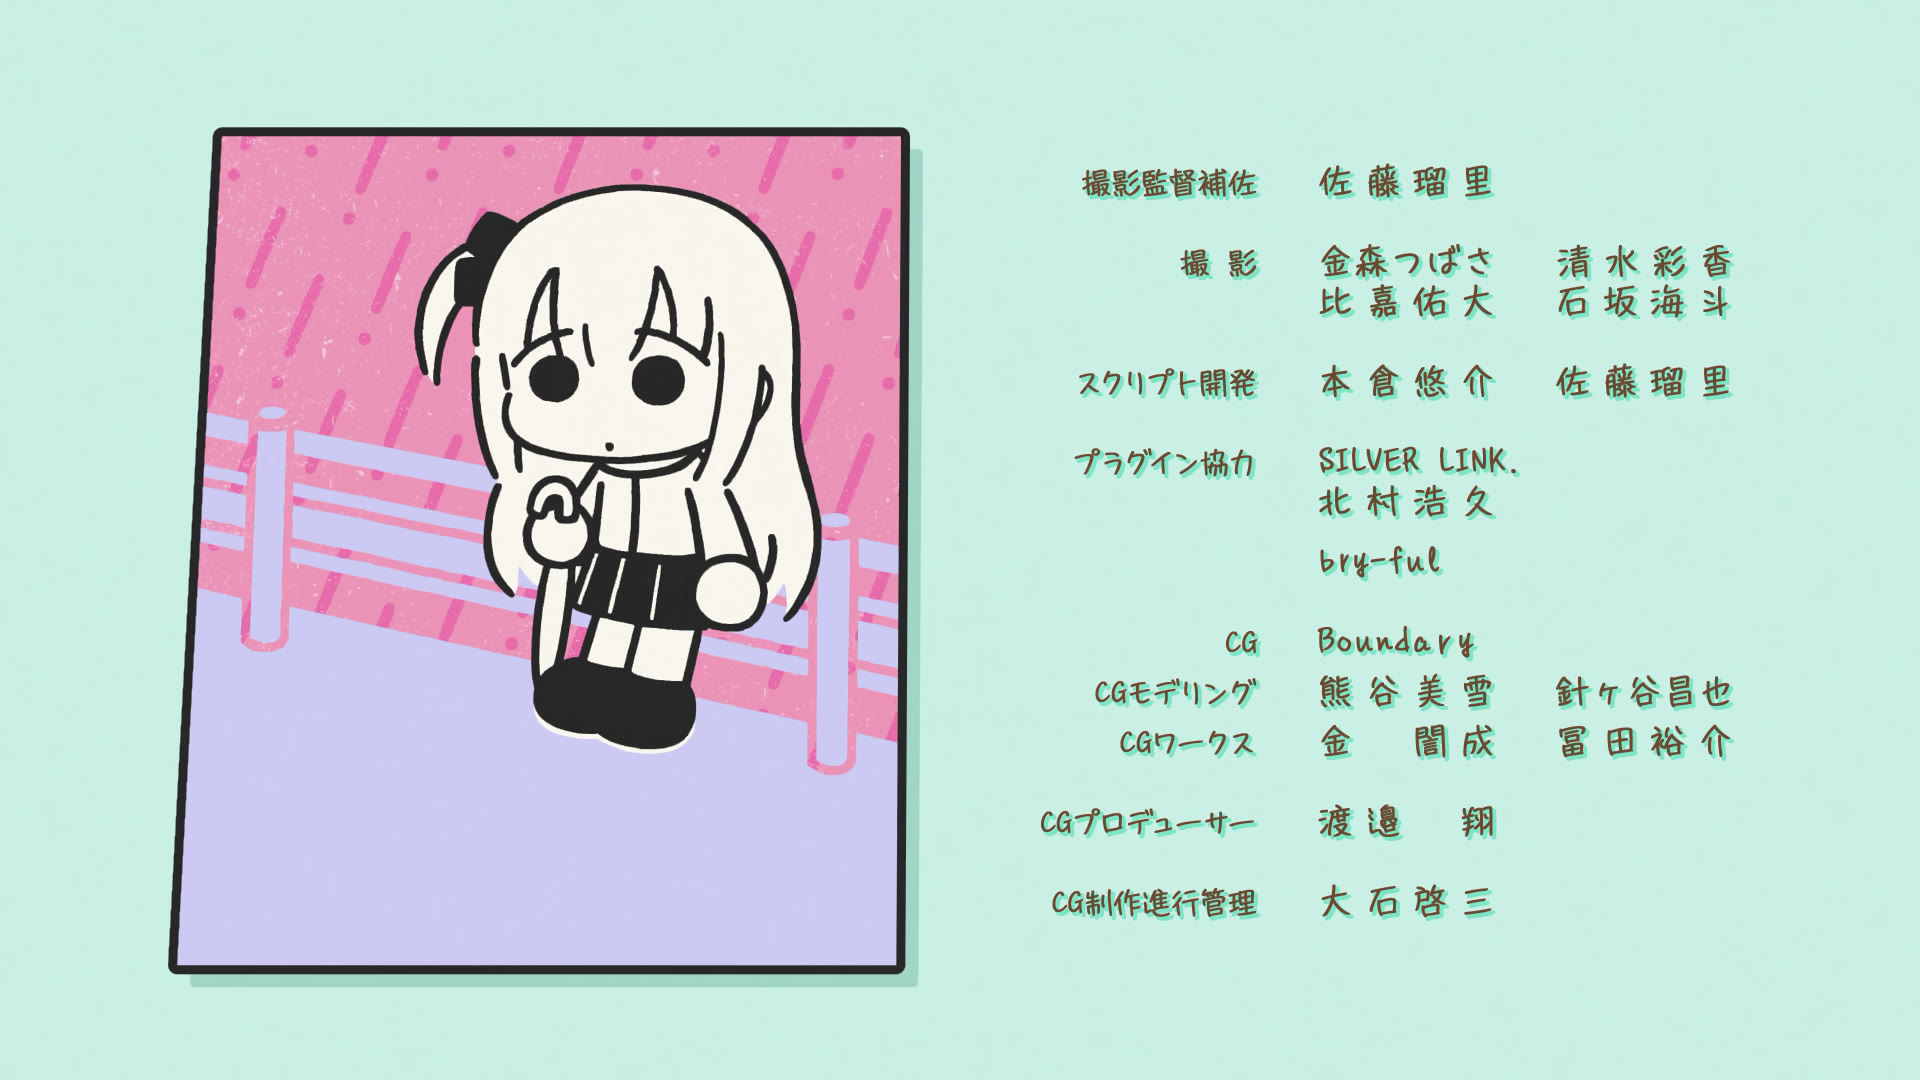 撮影監督補佐 佐藤瑠里
撮影 金森つばさ 清水彩香
比嘉佑大 石坂海斗
スクリプト開発 本倉悠介 佐藤瑠里
プラグイン協力 SILVER LINK.
北村浩久
bry-ful
CG Boundary
CGモデリング 熊谷美雪 針ヶ谷昌也
CGワークス 金 誾成 冨田裕介
CGプロデューサー 渡邉 翔
CG制作進行管理 大石啓三